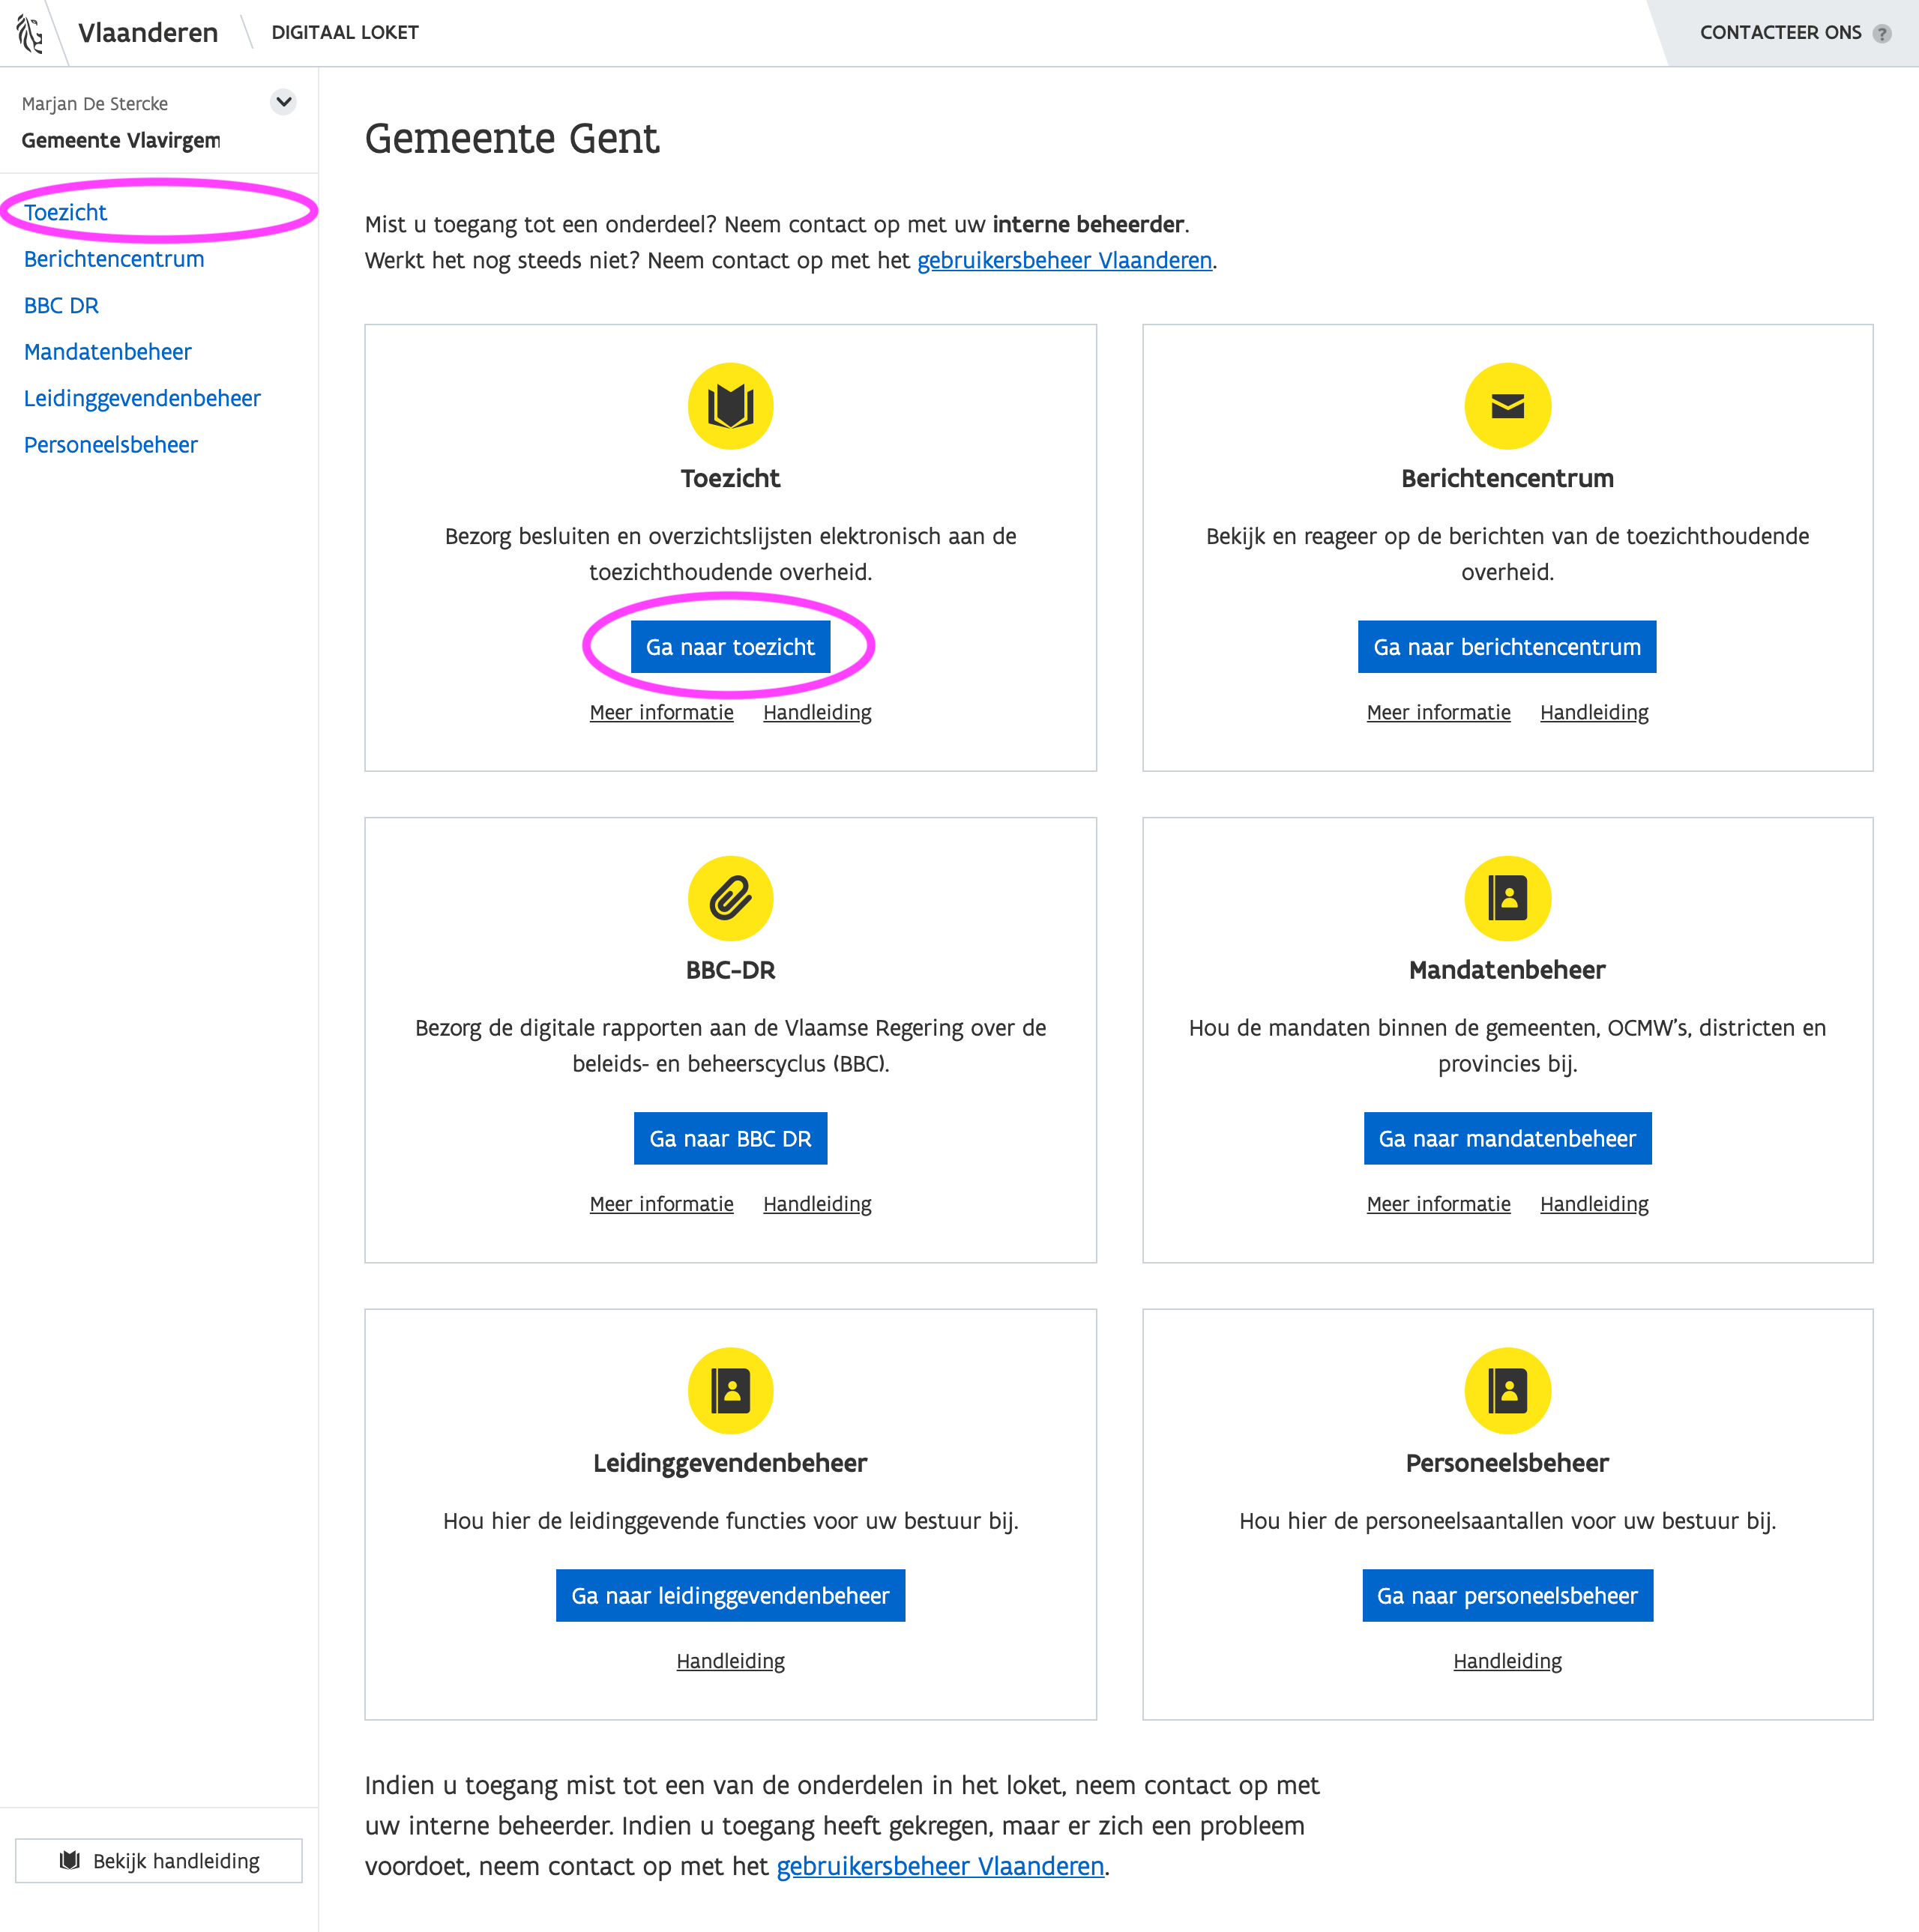 Vlaanderen
DIGITAAL LOKET
CONTACTEER ONS ?
Marjan De Stercke
Gemeente Vlavirgem
Toezicht
Berichtencentrum
BBC DR
Mandatenbeheer
Leidinggevendenbeheer
Personeelsbeheer
Bekijk handleiding
Gemeente Gent
Mist u toegang tot een onderdeel? Neem contact op met uw interne beheerder.
Werkt het nog steeds niet? Neem contact op met het gebruikersbeheer Vlaanderen.
Toezicht
Bezorg besluiten en overzichtslijsten elektronisch aan de
toezichthoudende overheid.
Ga naar toezicht
Meer informatie Handleiding
Berichtencentrum
Bekijk en reageer op de berichten van de toezichthoudende
overheid.
Ga naar berichtencentrum
Meer informatie Handleiding
BBC-DR
Bezorg de digitale rapporten aan de Vlaamse Regering over de
beleids- en beheerscyclus (BBC).
Ga naar BBC DR
Meer informatie Handleiding
Mandatenbeheer
Hou de mandaten binnen de gemeenten, OCMW's, districten en
provincies bij.
Ga naar mandatenbeheer
Meer informatie Handleiding
Leidinggevendenbeheer
Hou hier de leidinggevende functies voor uw bestuur bij.
Ga naar leidinggevendenbeheer
Handleiding
Personeelsbeheer
Hou hier de personeelsaantallen voor uw bestuur bij.
Ga naar personeelsbeheer
Handleiding
Indien u toegang mist tot een van de onderdelen in het loket, neem contact op met
uw interne beheerder. Indien u toegang heeft gekregen, maar er zich een probleem
voordoet, neem contact op met het gebruikersbeheer Vlaanderen.